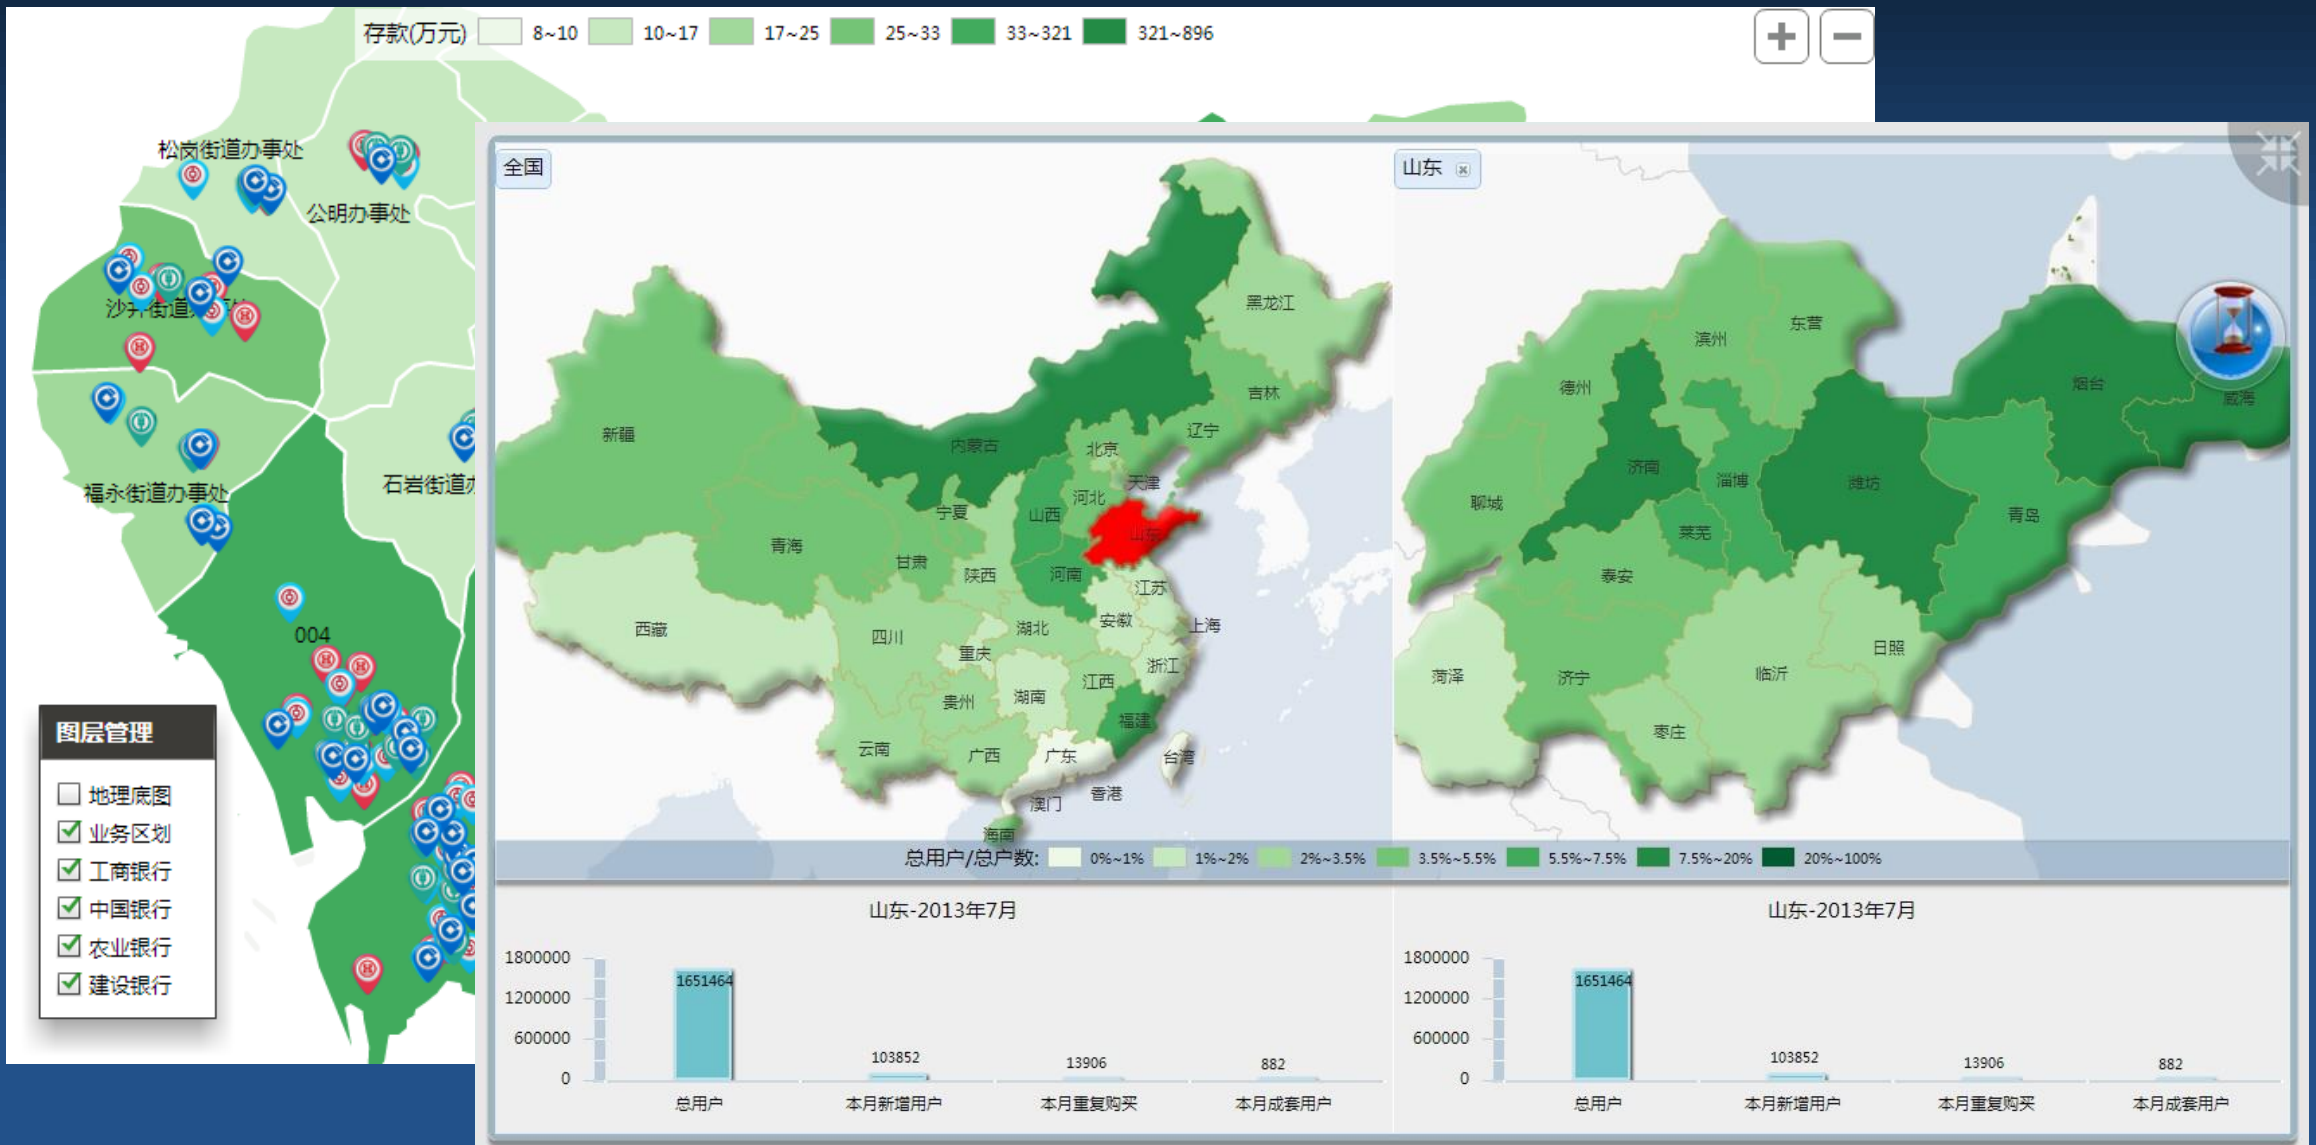 存款(万元) 8~10 10~17 17~25 25~33 33~321 321~896
松岗街道办事处
公明办事处
福永街道办事处
石岩街道
004
图层管理
地理底图
业务区划
工商银行
中国银行
农业银行
建设银行
全国
黑龙江
吉林
辽宁
新疆
内蒙古
北京
天津
河北
宁夏
山西
山东
青海
甘肃
陕西
河南
江苏
西藏
四川
湖北
安徽
上海
重庆
浙江
江西
湖南
贵州
福建
云南
广西
广东
台湾
香港
澳门
海南
山东
东营
滨州
德州
烟台
威海
济南
淄博
潍坊
聊城
青岛
莱芜
泰安
菏泽
济宁
临沂
日照
枣庄
总用户/总户数: 0%~1% 1%~2% 2%~3.5% 3.5%~5.5% 5.5%~7.5% 7.5%~20% 20%~100%
山东-2013年7月
1800000
1200000
600000
0
1651464
103852
13906
882
总用户 本月新增用户 本月重复购买 本月成套用户
山东-2013年7月
1800000
1200000
600000
0
1651464
103852
13906
882
总用户 本月新增用户 本月重复购买 本月成套用户